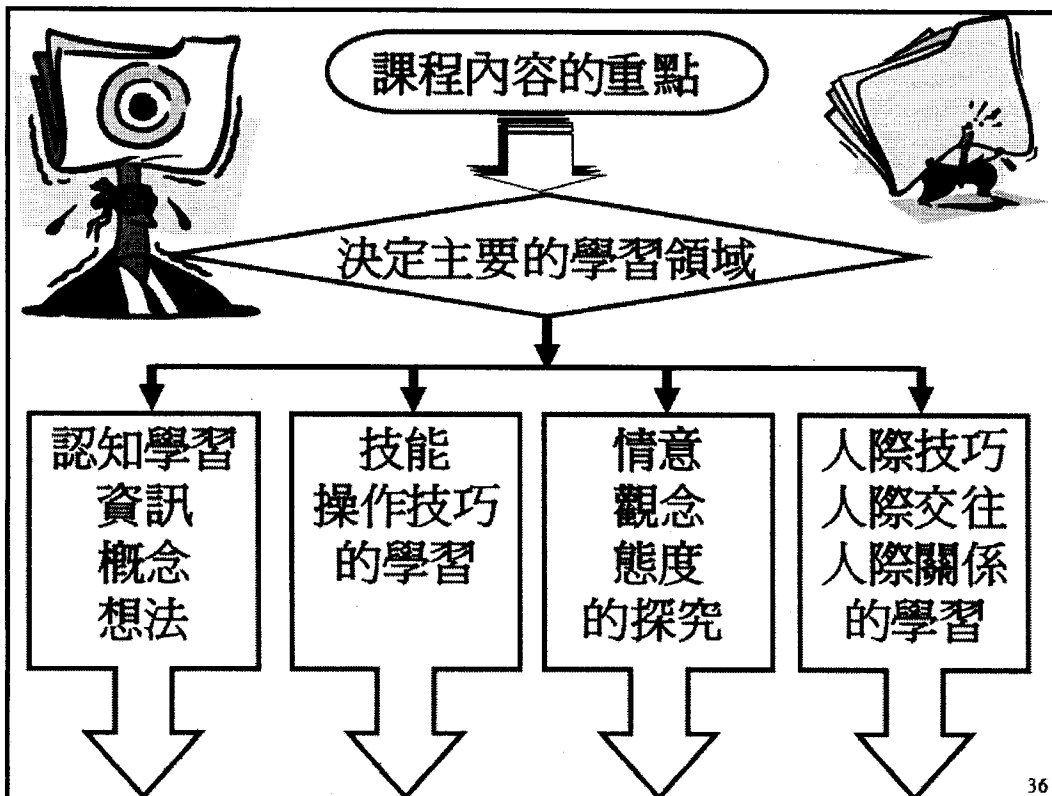 課程內容的重點
決定主要的學習領域
認知學習
資訊
概念
想法
技能
操作技巧
的學習
情意
觀念
態度
的探究
人際技巧
人際交往
人際關係
的學習
36